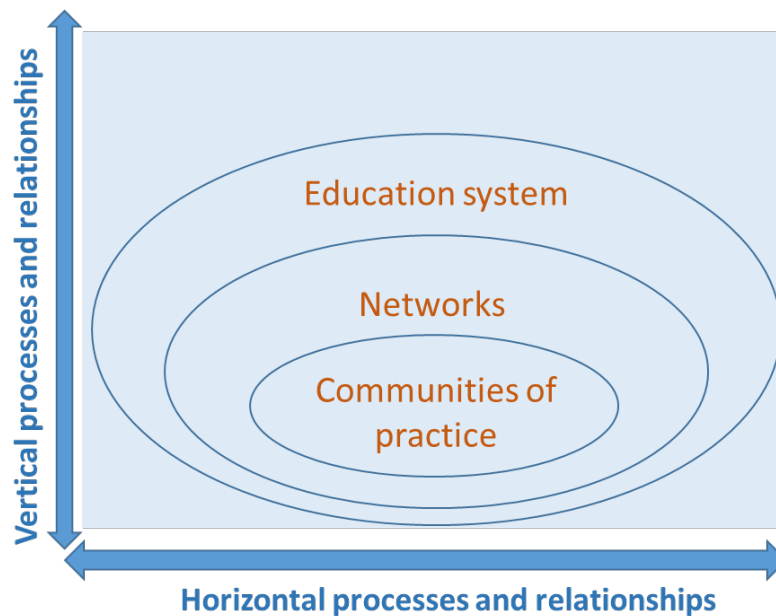 Vertical processes and relationships
Education system
Networks
Communities of
practice
Horizontal processes and relationships